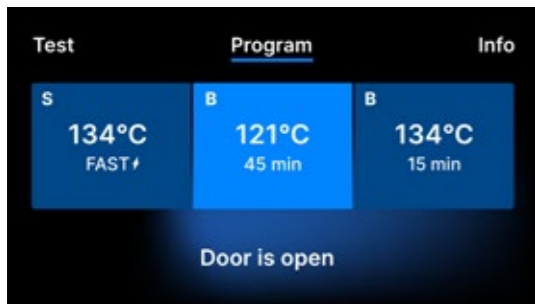 Test Program Info
S B B
134°C 121°C 134°C
FAST 45 min 15 min
Door is open